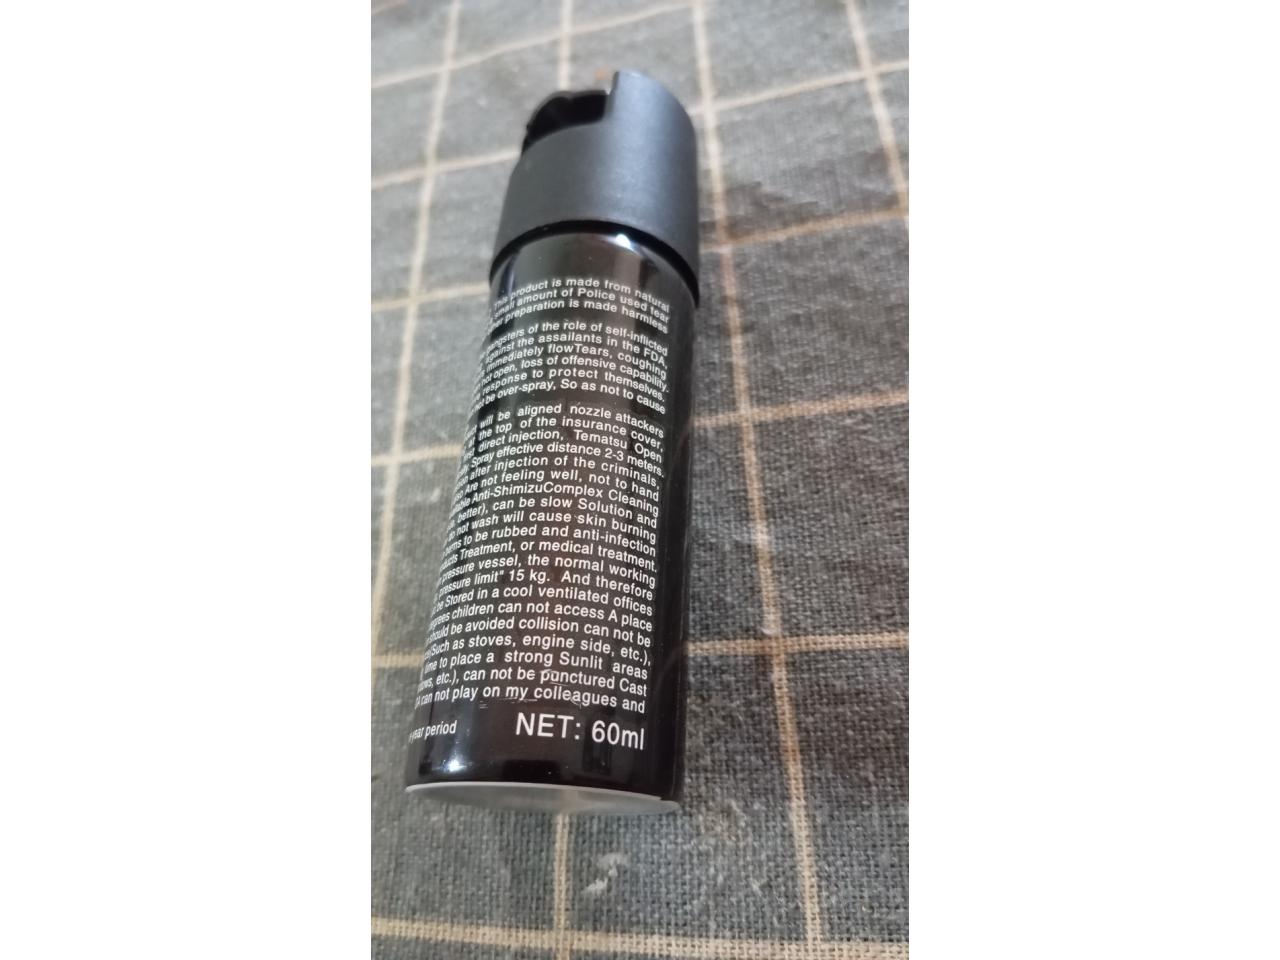 This product is made from natural
small amount of Police used tear
preparation is made harmless
gangsters of the role of self-inflicted
against the assailants in the FDA,
immediately flowTears, coughing
not open, loss of offensive capability.
response to protect themselves.
not be over-spray, So as not to cause
will be aligned nozzle attackers
at the top of the insurance cover,
direct injection, Tematsu Open
Spray effective distance 2-3 meters.
after injection of the criminals,
Are not feeling well, not to hand
Anti-ShimizuComplex Cleaning
better), can be slow Solution and
do not wash will cause skin burning
to be rubbed and anti-infection
Treatment, or medical treatment.
pressure vessel, the normal working
pressure limit" 15 kg. And therefore
be Stored in a cool ventilated offices
children can not access A place
should be avoided collision can not be
(Such as stoves, engine side, etc.),
time to place a strong Sunlit areas
etc.), can not be punctured Cast
can not play on my colleagues and
year period NET: 60ml